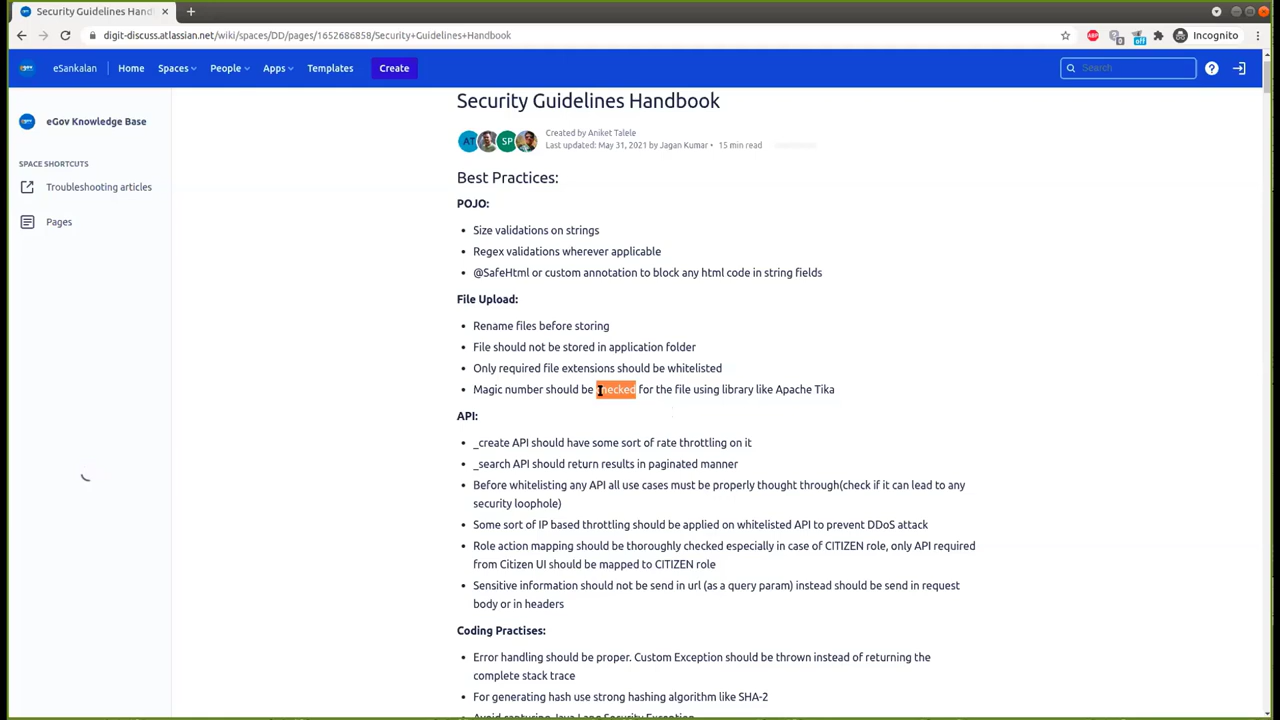 Security Guidelines Handb
digit-discuss.atlassian.net/wiki/spaces/DD/pages/1652686858/Security+Guidelines+Handbook
Incognito
eSankalan
Home
Spaces
People
Apps
Templates
Create
Search
eGov Knowledge Base
SPACE SHORTCUTS
Troubleshooting articles
Pages
Security Guidelines Handbook
AT
SP
Created by Aniket Talele
Last updated: May 31, 2021 by Jagan Kumar • 15 min read
Best Practices:
POJO:
• Size validations on strings
• Regex validations wherever applicable
• @SafeHtml or custom annotation to block any html code in string fields
File Upload:
• Rename files before storing
• File should not be stored in application folder
• Only required file extensions should be whitelisted
• Magic number should be checked for the file using library like Apache Tika
API:
• _create API should have some sort of rate throttling on it
• _search API should return results in paginated manner
• Before whitelisting any API all use cases must be properly thought through(check if it can lead to any
security loophole)
• Some sort of IP based throttling should be applied on whitelisted API to prevent DDoS attack
• Role action mapping should be thoroughly checked especially in case of CITIZEN role, only API required
from Citizen UI should be mapped to CITIZEN role
• Sensitive information should not be send in url (as a query param) instead should be send in request
body or in headers
Coding Practises:
• Error handling should be proper. Custom Exception should be thrown instead of returning the
complete stack trace
• For generating hash use strong hashing algorithm like SHA-2
• Avoid capturing Java.Lang.Security.Exception